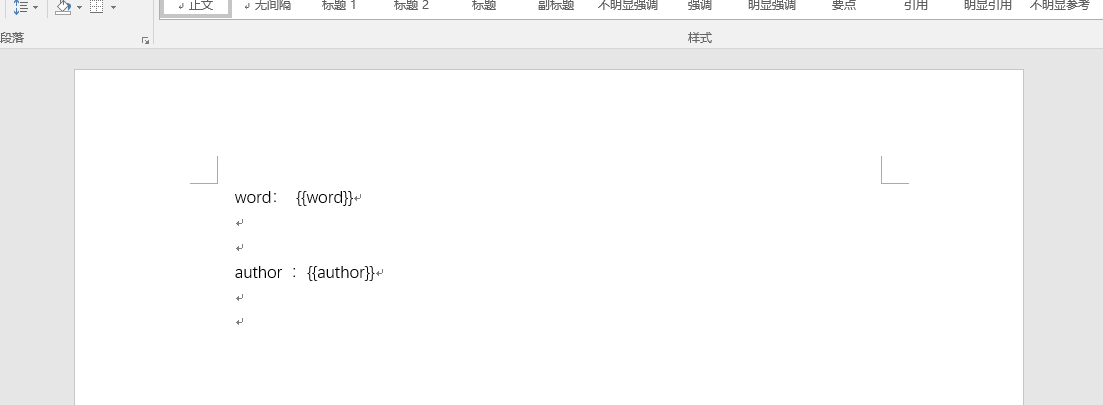 正文 无间隔 标题 1 标题 2 标题 副标题 不明显强调 强调 明显强调 要点 引用 明显引用 不明显参考
段落 样式
word： {{word}}
author ：{{author}}